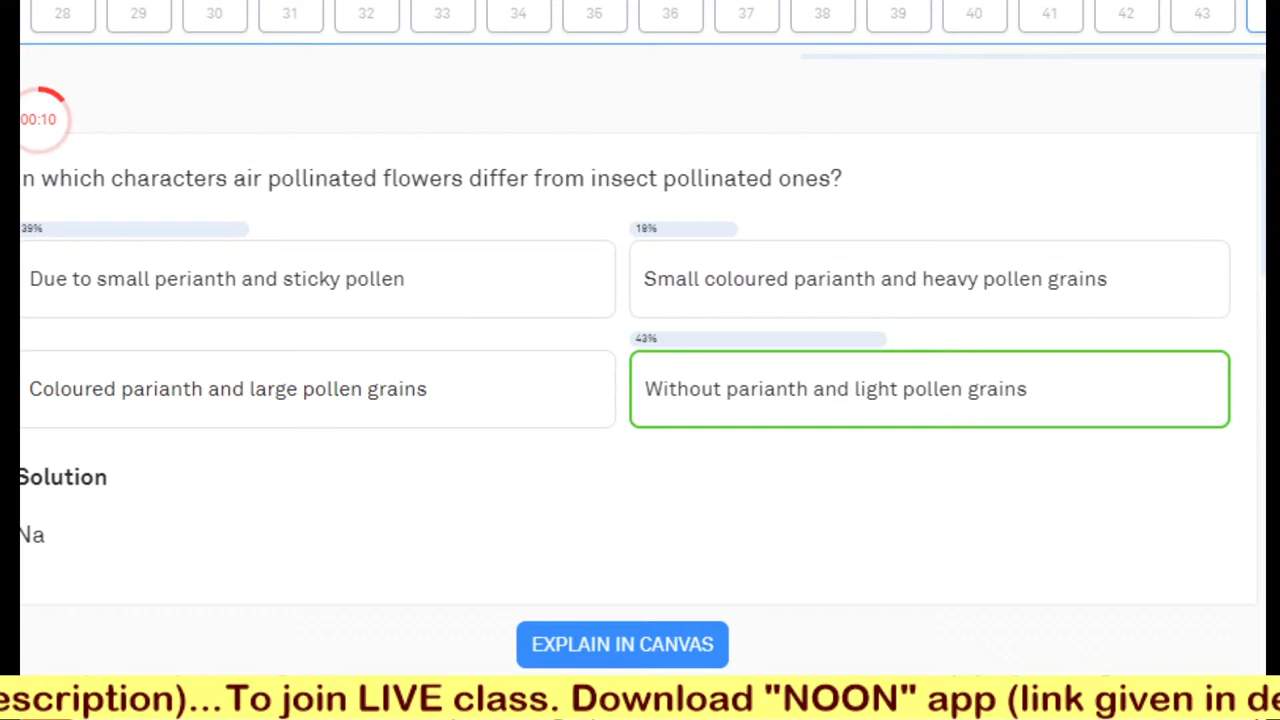 28 29 30 31 32 33 34 36 36 37 38 39 40 41 42 43
00:10
n which characters air pollinated flowers differ from insect pollinated ones?
39% 18%
Due to small perianth and sticky pollen
Small coloured parianth and heavy pollen grains
43%
Coloured parianth and large pollen grains
Without parianth and light pollen grains
Solution
Na
EXPLAIN IN CANVAS
escription)...To join LIVE class. Download "NOON" app (link given in de